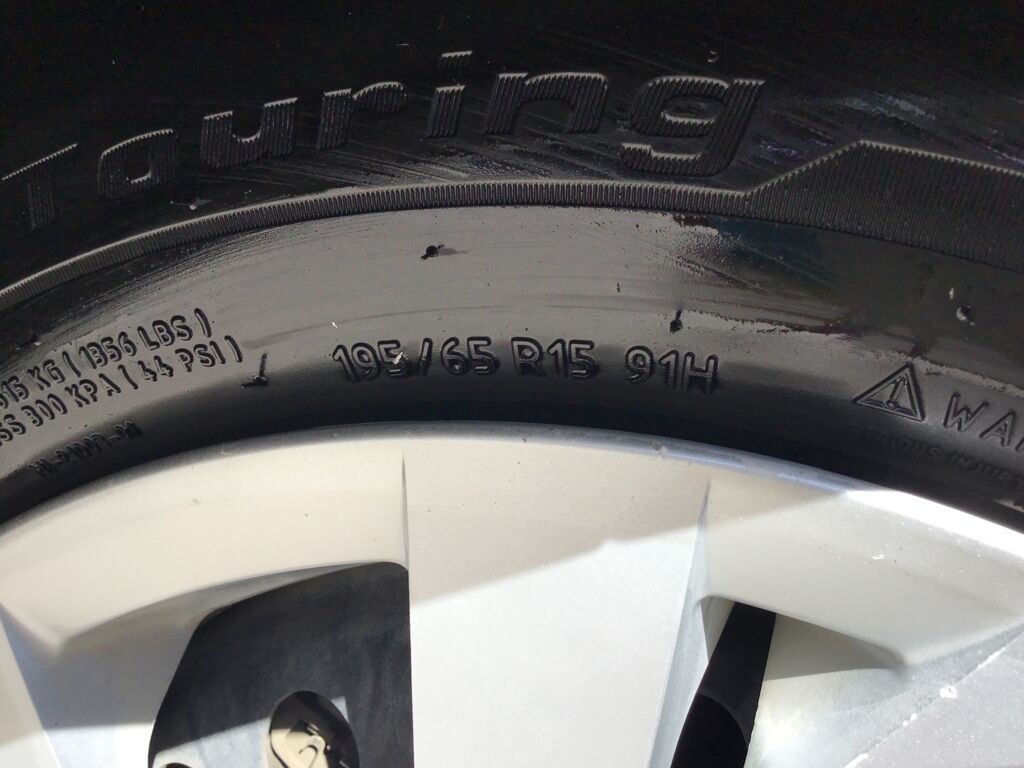 Touring
615 KG ( 1356 LBS )
300 KPA ( 44 PSI )
195/65 R15 91H